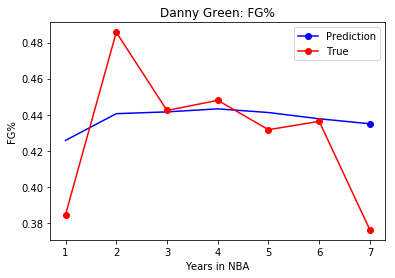 Danny Green: FG%
Prediction
True
FG%
0.48
0.46
0.44
0.42
0.40
0.38
1 2 3 4 5 6 7
Years in NBA